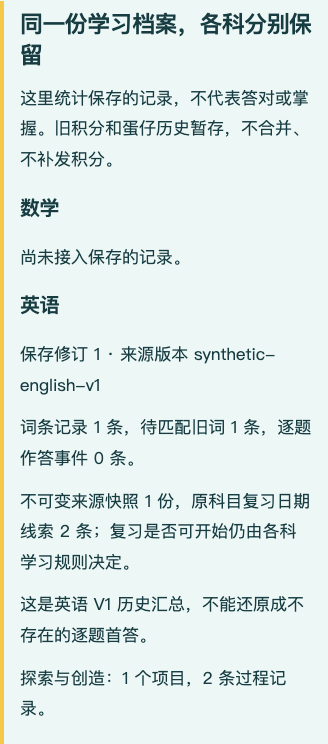 同一份学习档案，各科分别保
留
这里统计保存的记录，不代表答对或掌
握。旧积分和蛋仔历史暂存，不合并、
不补发积分。
数学
尚未接入保存的记录。
英语
保存修订 1 · 来源版本 synthetic-
english-v1
词条记录 1 条，待匹配旧词 1 条，逐题
作答事件 0 条。
不可变来源快照 1 份，原科目复习日期
线索 2 条；复习是否可开始仍由各科
学习规则决定。
这是英语 V1 历史汇总，不能还原成不
存在的逐题首答。
探索与创造：1 个项目，2 条过程记
录。